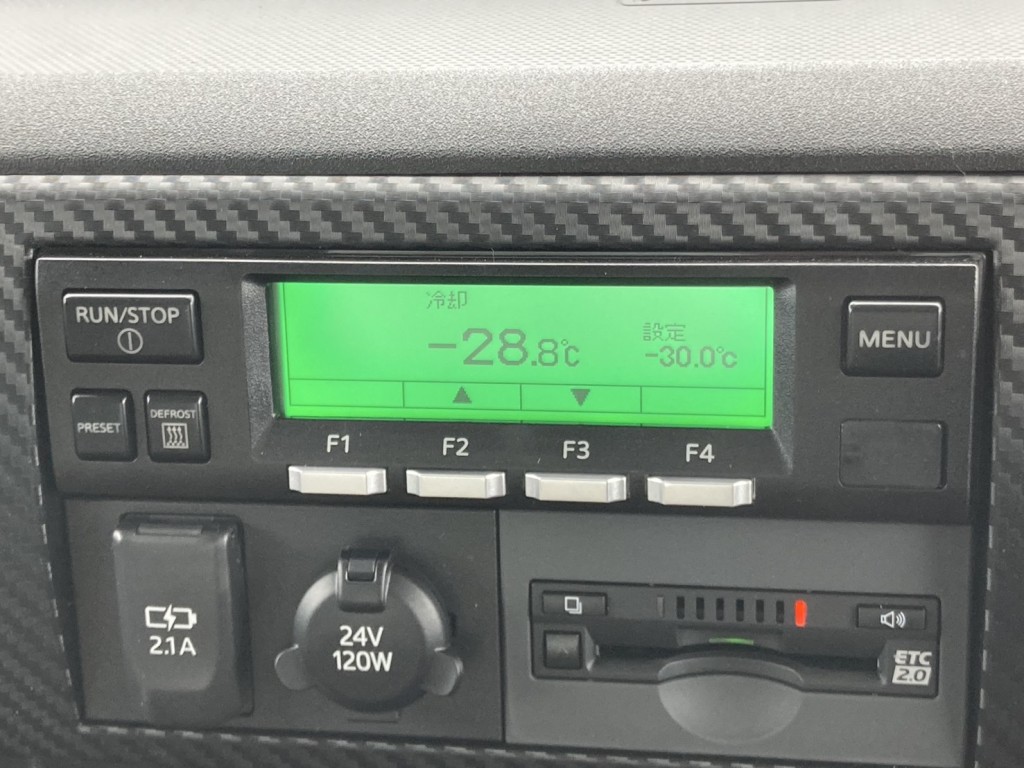 RUN/STOP
冷却
-28.8℃
設定
-30.0℃
MENU
PRESET
DEFROST
▲
▼
F1
F2
F3
F4
2.1A
24V
120W
ETC
2.0